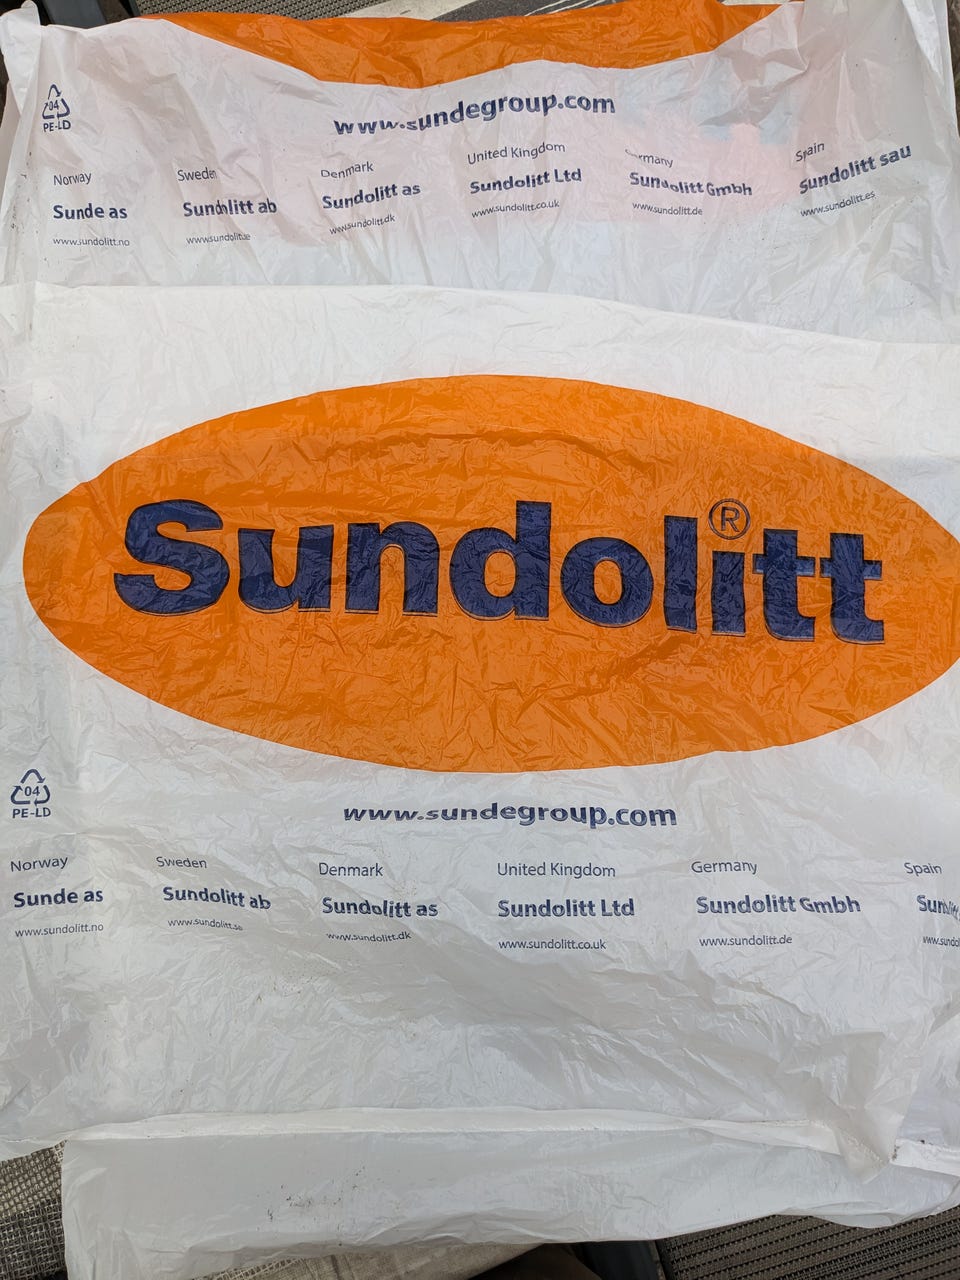 www.sundegroup.com
04
PE-LD
Norway Sweden Denmark United Kingdom Germany Spain
Sunde as Sundolitt ab Sundolitt as Sundolitt Ltd Sundolitt Gmbh Sundolitt sau
www.sundolitt.no www.sundolitt.se www.sundolitt.dk www.sundolitt.co.uk www.sundolitt.de www.sundolitt.es
Sundolitt®
04
PE-LD
www.sundegroup.com
Norway Sweden Denmark United Kingdom Germany Spain
Sunde as Sundolitt ab Sundolitt as Sundolitt Ltd Sundolitt Gmbh
www.sundolitt.no www.sundolitt.se www.sundolitt.dk www.sundolitt.co.uk www.sundolitt.de